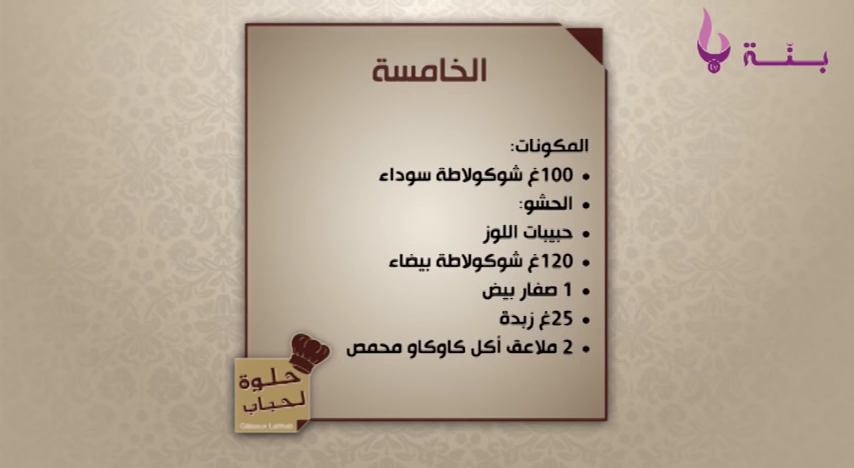 بنّة
الخامسة
المكونات:
• 100غ شوكولاطة سوداء
• الحشو:
• حبيبات اللوز
• 120غ شوكولاطة بيضاء
• 1 صفار بيض
• 25غ زبدة
• 2 ملاعق أكل كاوكاو محمص
حلوة
لحباب